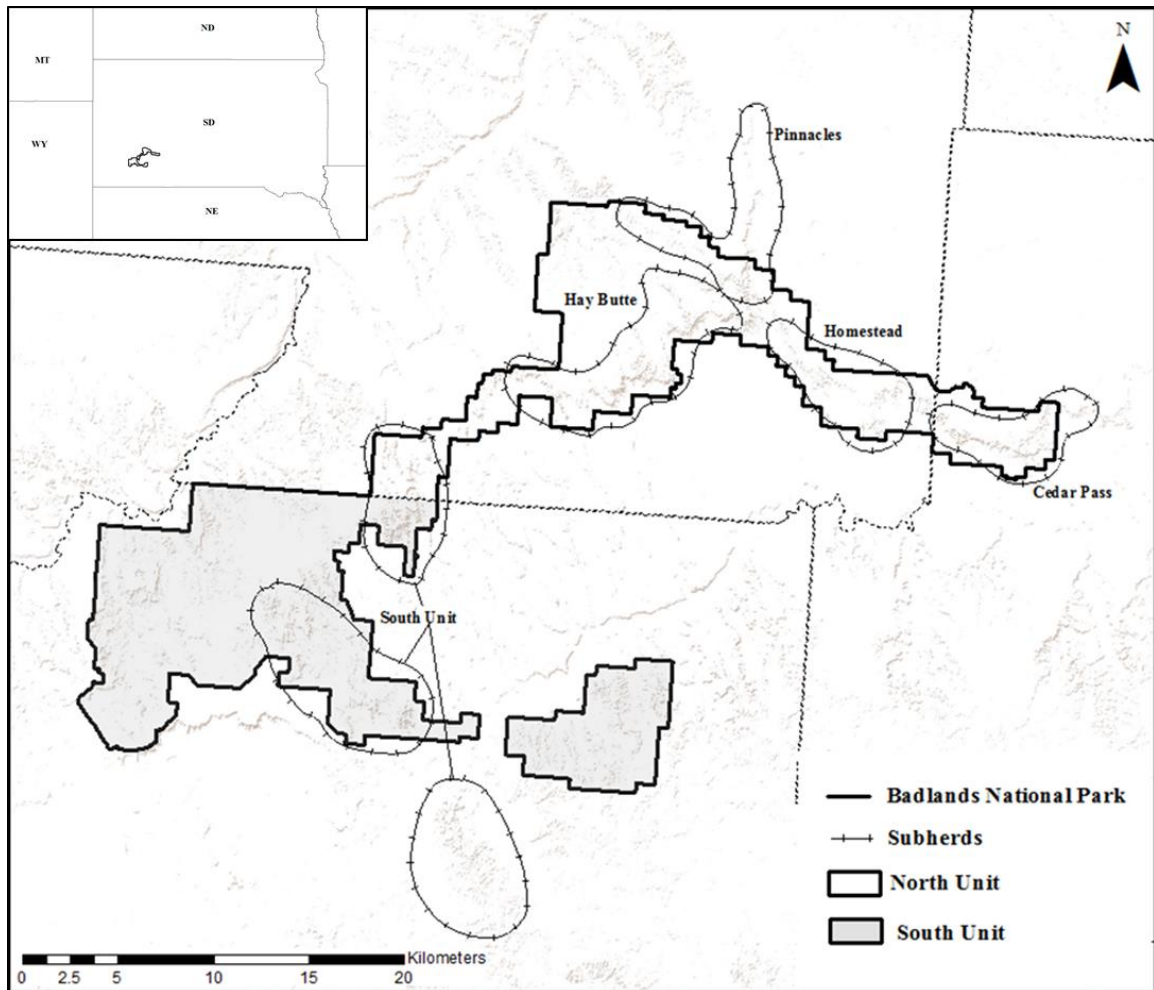 ND
MT
SD
WY
NE
N
Pinnacles
Hay Butte
Homestead
Cedar Pass
South Unit
Badlands National Park
Subherds
North Unit
South Unit
Kilometers
0 2.5 5 10 15 20